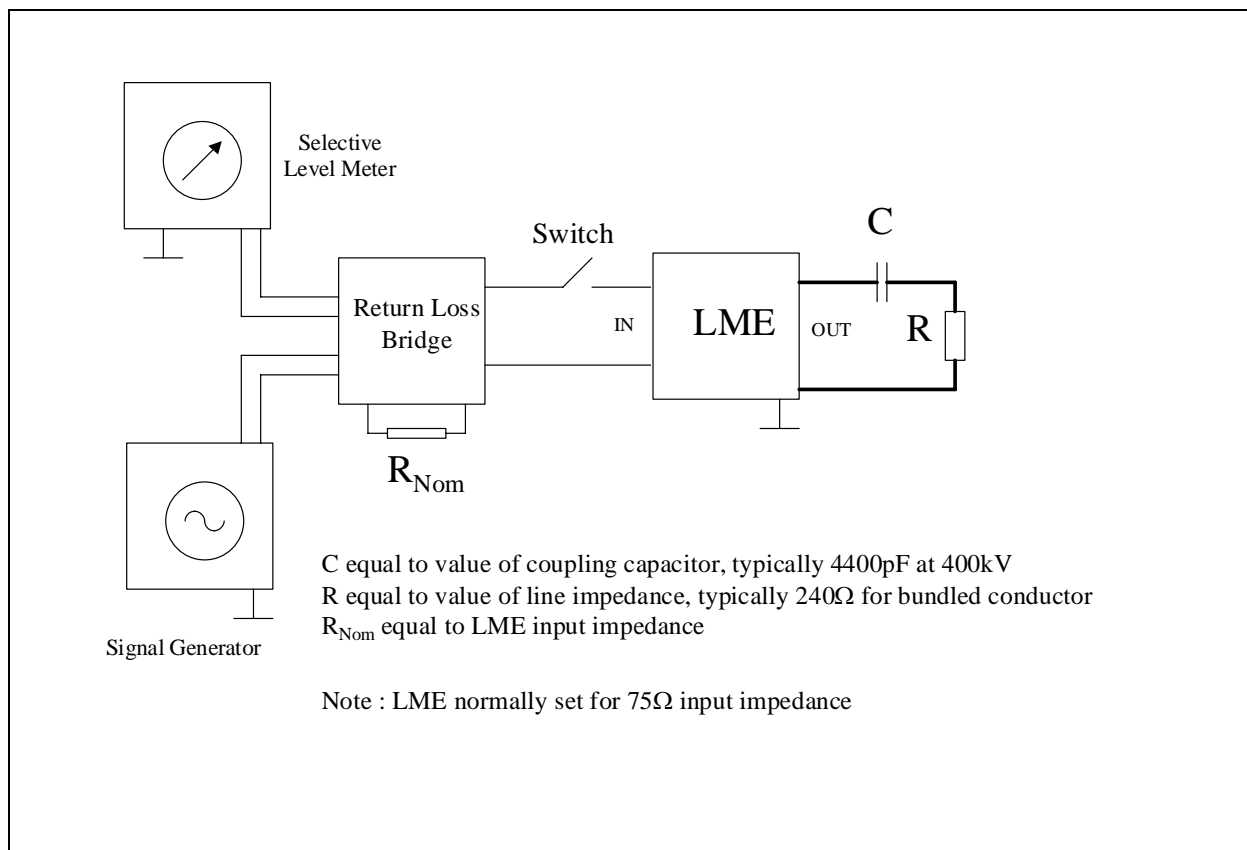 Selective
Level Meter
Switch
C
Return Loss
Bridge
IN
LME
OUT
R
R_Nom
C equal to value of coupling capacitor, typically 4400pF at 400kV
R equal to value of line impedance, typically 240Ω for bundled conductor
R_Nom equal to LME input impedance
Signal Generator
Note : LME normally set for 75Ω input impedance